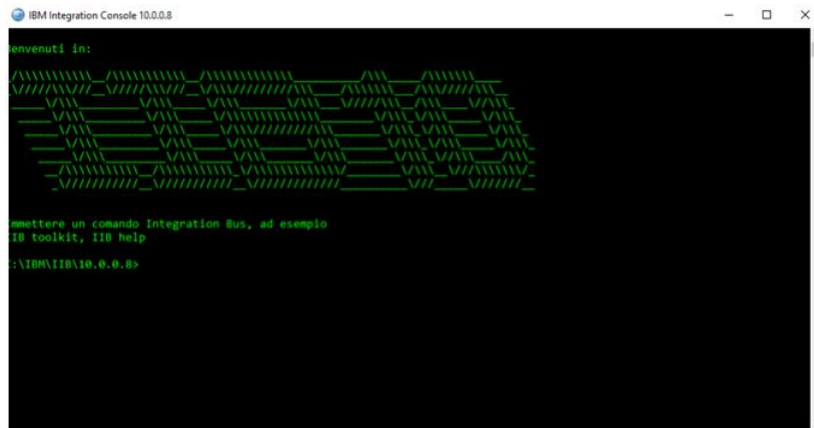 IBM Integration Console 10.0.0.8
Benvenuti in:
IIB10
Immettere un comando Integration Bus, ad esempio
IIB toolkit, IIB help
C:\IBM\IIB\10.0.0.8>